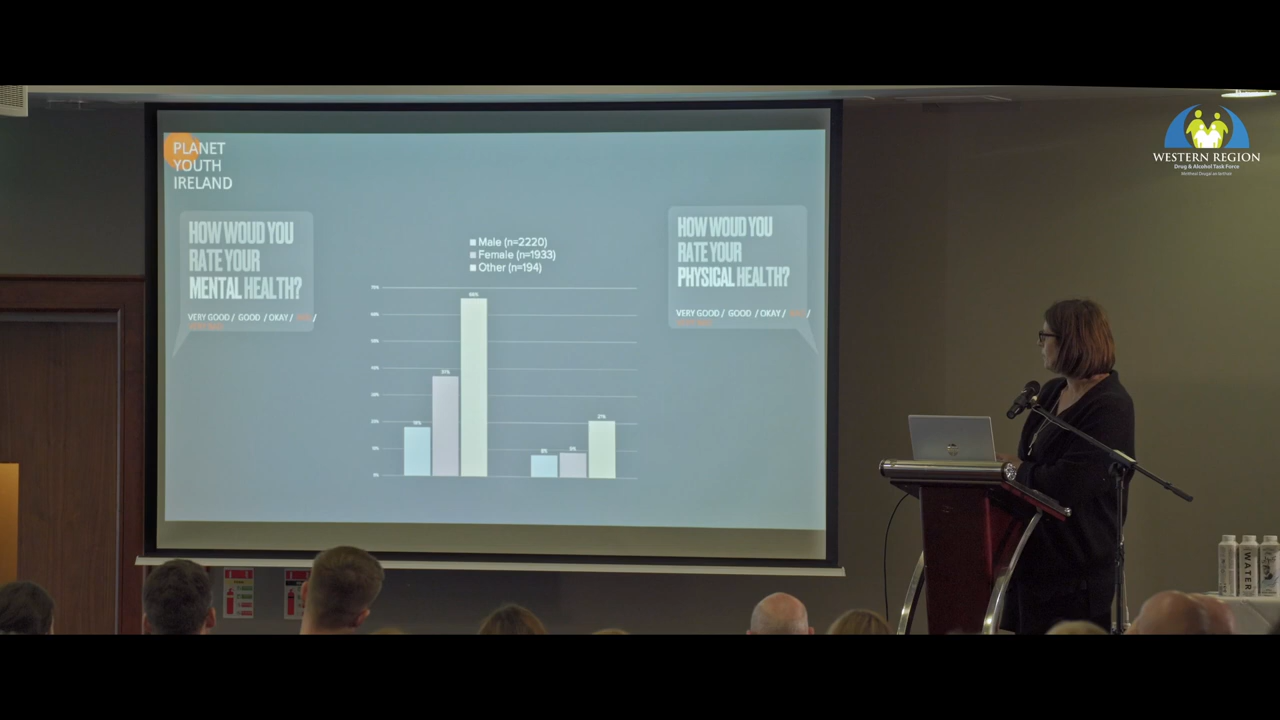 PLANET
YOUTH
IRELAND
HOW WOUD YOU
RATE YOUR
MENTAL HEALTH?
VERY GOOD / GOOD / OKAY / /
Male (n=2220)
Female (n=1933)
Other (n=194)
HOW WOUD YOU
RATE YOUR
PHYSICAL HEALTH?
VERY GOOD / GOOD / OKAY / /
WESTERN REGION
Drug & Alcohol Task Force
WATER